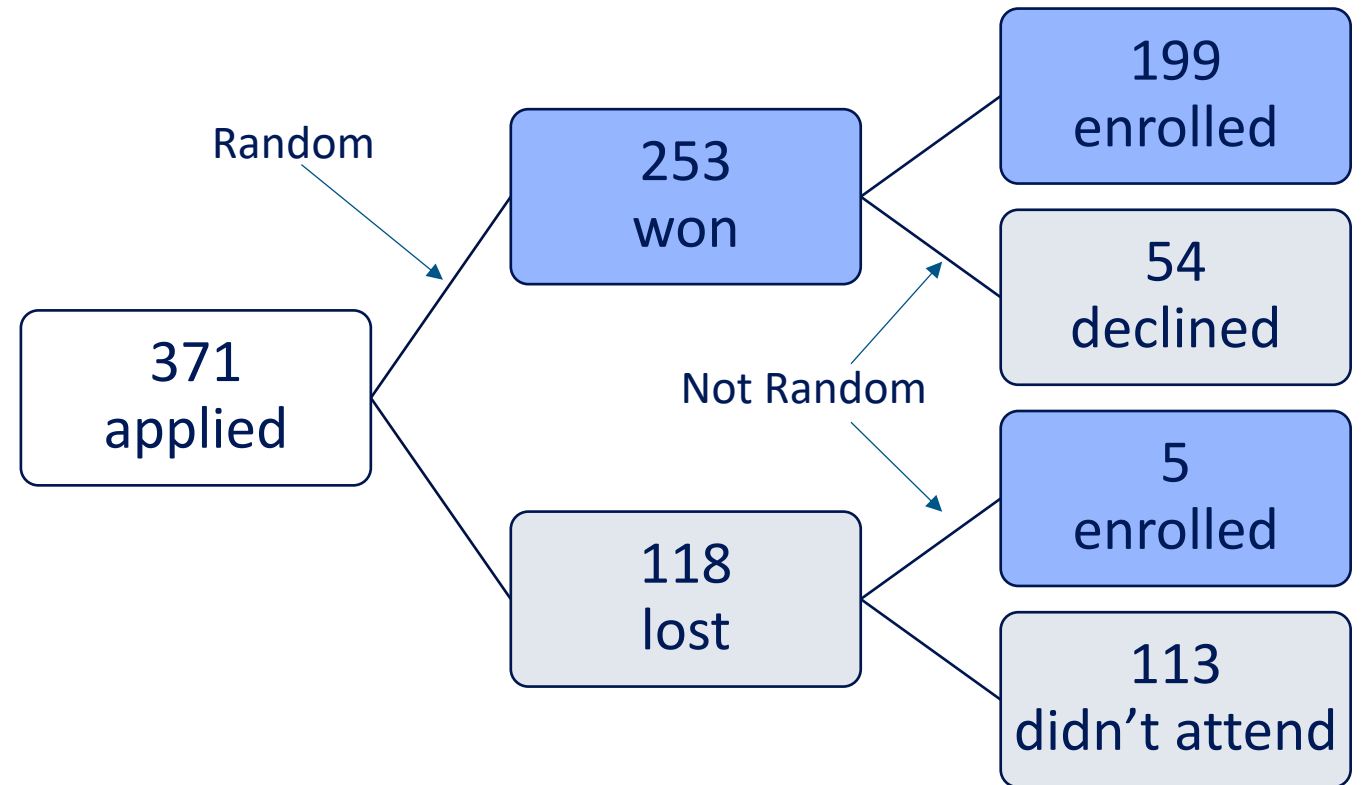 Random
371
applied
253
won
Not Random
118
lost
199
enrolled
54
declined
5
enrolled
113
didn’t attend